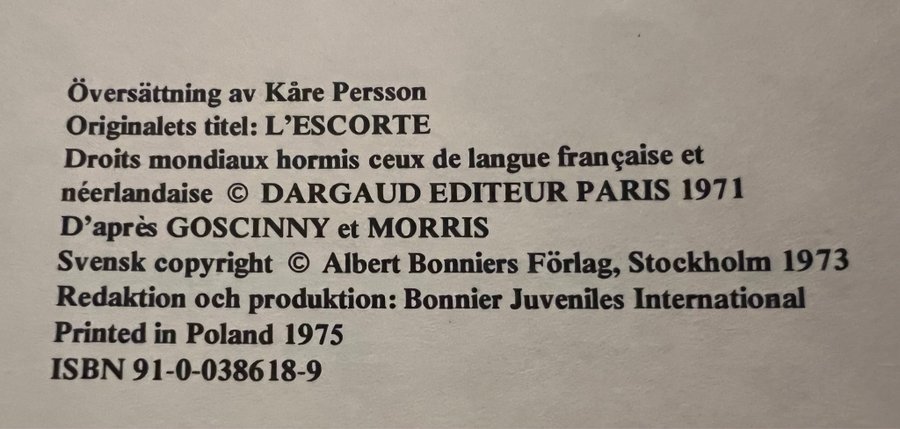 Översättning av Kåre Persson
Originalets titel: L'ESCORTE
Droits mondiaux hormis ceux de langue française et
néerlandaise © DARGAUD EDITEUR PARIS 1971
D'après GOSCINNY et MORRIS
Svensk copyright © Albert Bonniers Förlag, Stockholm 1973
Redaktion och produktion: Bonnier Juveniles International
Printed in Poland 1975
ISBN 91-0-038618-9